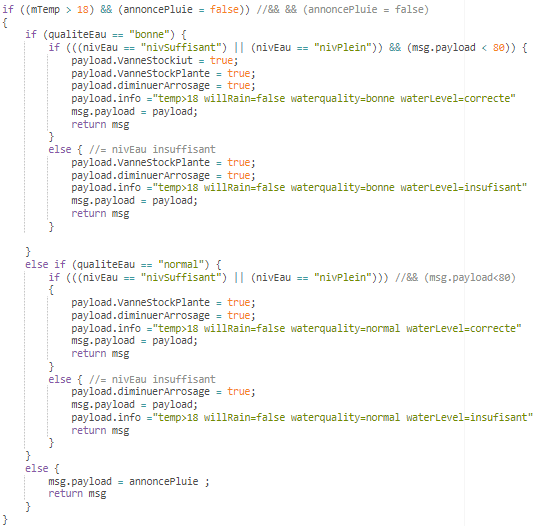 if ((mTemp > 18) && (annoncePluie = false)) //&& && (annoncePluie = false)
{
    if (qualiteEau == "bonne") {
        if (((nivEau == "nivSuffisant") || (nivEau == "nivPlein")) && (msg.payload < 80)) {
            payload.VanneStockiut = true;
            payload.VanneStockPlante = true;
            payload.diminuerArrosage = true;
            payload.info ="temp>18 willRain=false waterquality=bonne waterLevel=correcte"
            msg.payload = payload;
            return msg
        }
        else { //= nivEau insuffisant
            payload.VanneStockPlante = true;
            payload.diminuerArrosage = true;
            payload.info ="temp>18 willRain=false waterquality=bonne waterLevel=insufisant"
            msg.payload = payload;
            return msg
        }

    }
    else if (qualiteEau == "normal") {
        if (((nivEau == "nivSuffisant") || (nivEau == "nivPlein"))) //&& (msg.payload<80)
        {
            payload.VanneStockPlante = true;
            payload.diminuerArrosage = true;
            payload.info ="temp>18 willRain=false waterquality=normal waterLevel=correcte"
            msg.payload = payload;
            return msg
        }
        else { //= nivEau insuffisant
            payload.diminuerArrosage = true;
            msg.payload = payload;
            payload.info ="temp>18 willRain=false waterquality=normal waterLevel=insufisant"
            return msg
        }
    }
    else {
        msg.payload = annoncePluie ;
        return msg
    }
}